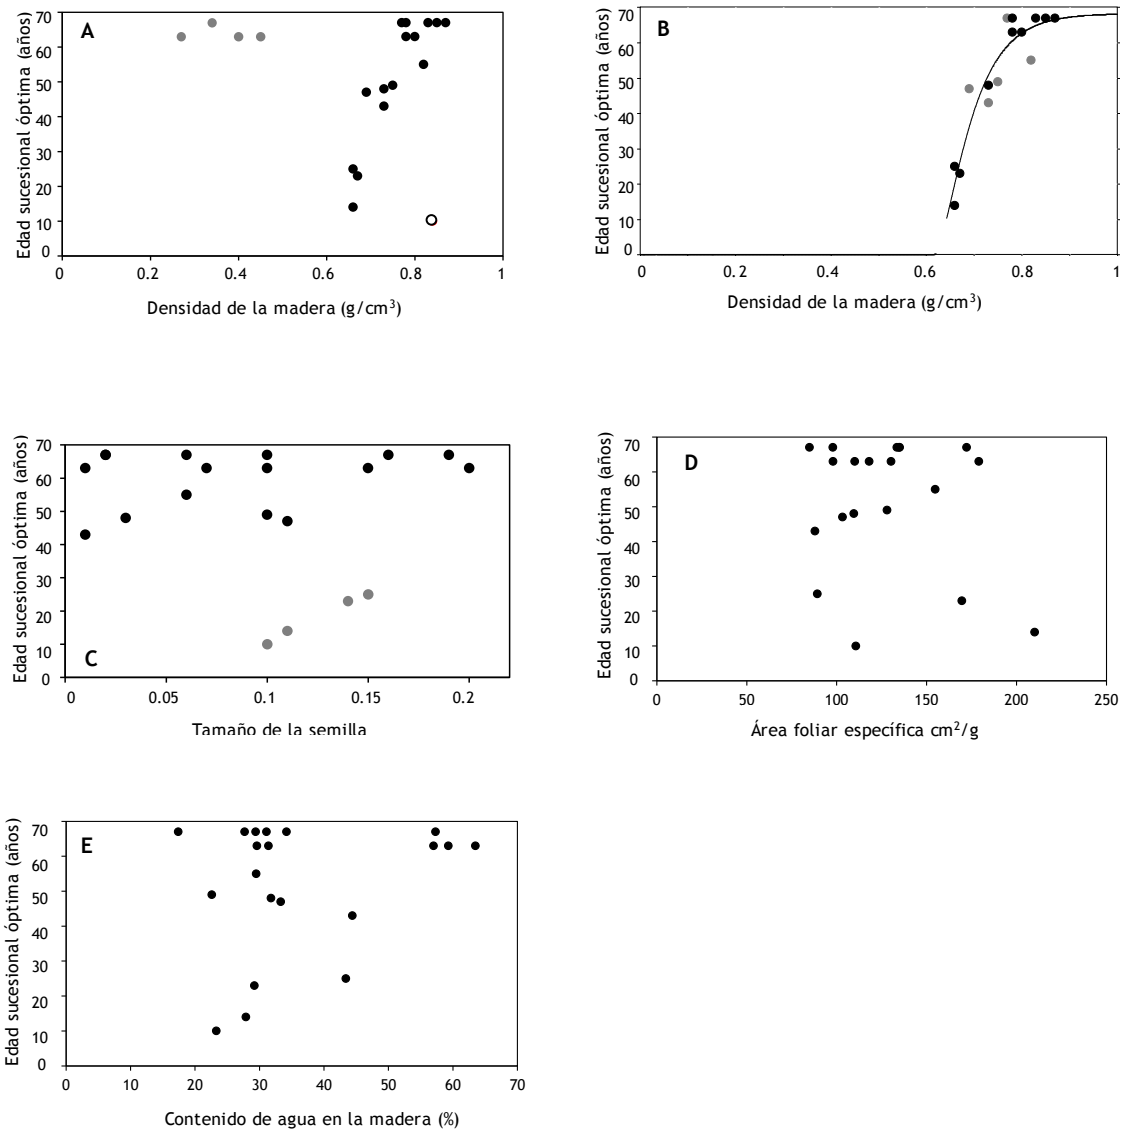 A
Edad sucesional óptima (años)
70
60
50
40
30
20
10
0
0 0.2 0.4 0.6 0.8 1
Densidad de la madera (g/cm³)
B
Edad sucesional óptima (años)
70
60
50
40
30
20
10
0
0 0.2 0.4 0.6 0.8 1
Densidad de la madera (g/cm³)
Edad sucesional óptima (años)
70
60
50
40
30
20
10
0
C
0 0.05 0.1 0.15 0.2
Tamaño de la semilla
D
Edad sucesional óptima (años)
70
60
50
40
30
20
10
0
0 50 100 150 200 250
Área foliar específica cm²/g
E
Edad sucesional óptima (años)
70
60
50
40
30
20
10
0
0 10 20 30 40 50 60 70
Contenido de agua en la madera (%)